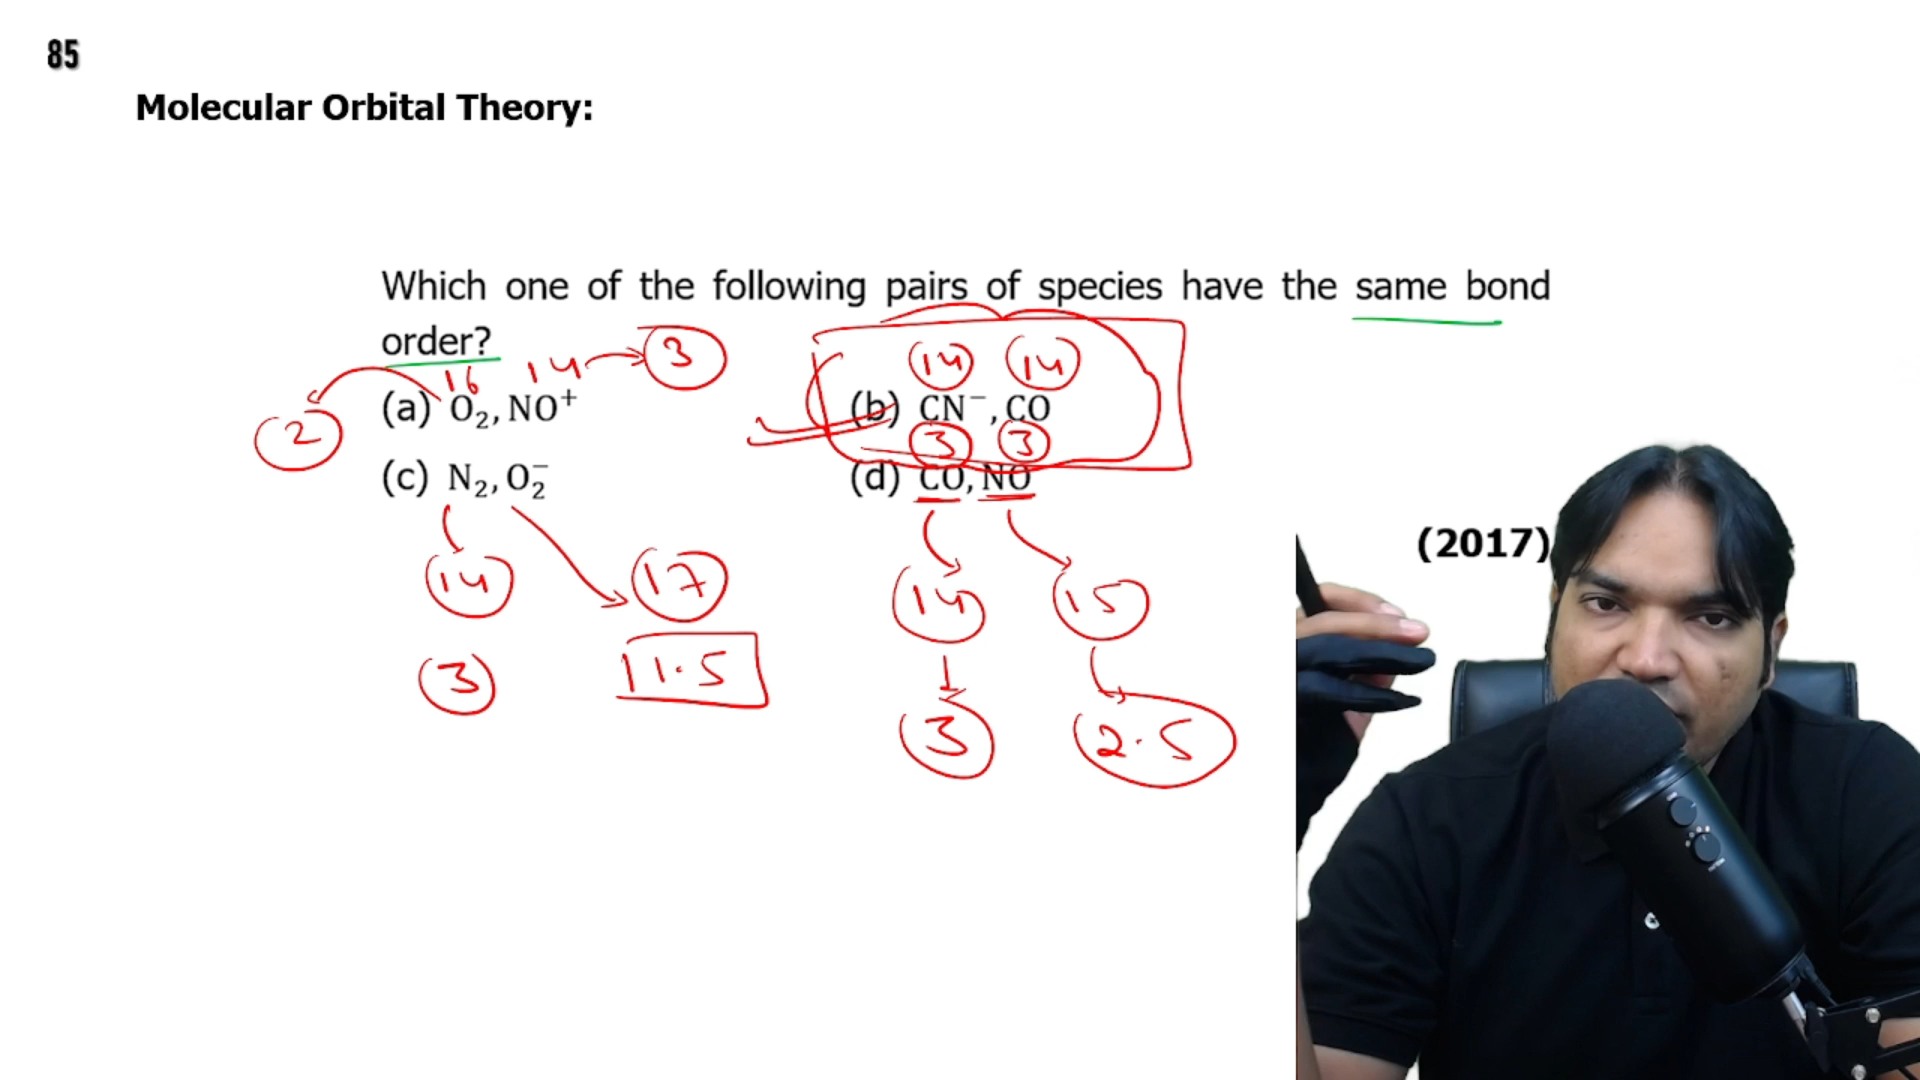 85
Molecular Orbital Theory:
Which one of the following pairs of species have the same bond
order?
16 14 3 14 14
2 (a) O₂, NO⁺ (b) CN⁻, CO
3 3
(c) N₂, O₂⁻ (d) CO, NO
(2017)
14 17 14 15
3 11.5
3 2.5